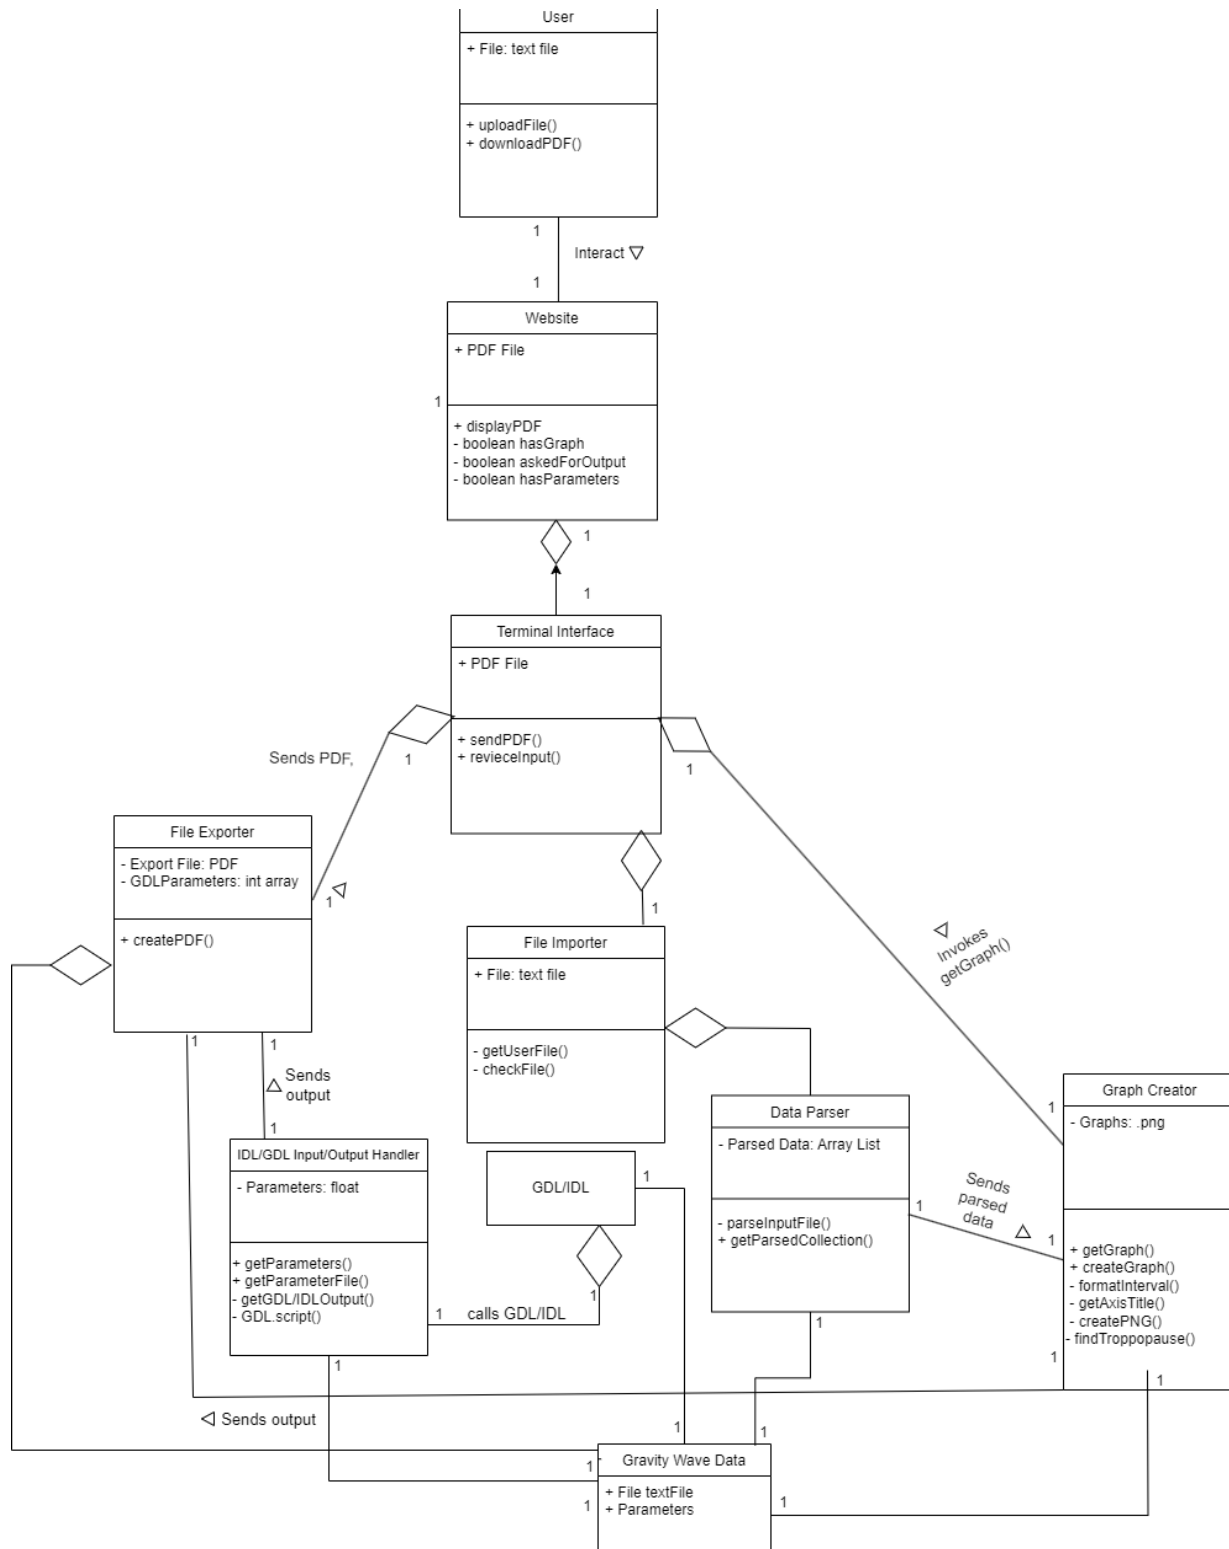 User
+ File: text file
+ uploadFile()
+ downloadPDF()
1
Interact
1
Website
+ PDF File
1
+ displayPDF
- boolean hasGraph
- boolean askedForOutput
- boolean hasParameters
1
1
Terminal Interface
+ PDF File
+ sendPDF()
+ revieceInput()
Sends PDF,
1
1
File Exporter
- Export File: PDF
- GDLParameters: int array
+ createPDF()
1
1
File Importer
+ File: text file
- getUserFile()
- checkFile()
Invokes
getGraph()
1
1
Sends
output
1
IDL/GDL Input/Output Handler
- Parameters: float
+ getParameters()
+ getParameterFile()
- getGDL/IDLOutput()
- GDL.script()
GDL/IDL
1
1
1
calls GDL/IDL
Data Parser
- Parsed Data: Array List
- parseInputFile()
+ getParsedCollection()
1
Sends
parsed
data
1
1
Graph Creator
- Graphs: .png
+ getGraph()
+ createGraph()
- formatInterval()
- getAxisTitle()
- createPNG()
- findTroppopause()
1
1
1
1
Sends output
1
1
1
1
1
Gravity Wave Data
+ File textFile
+ Parameters